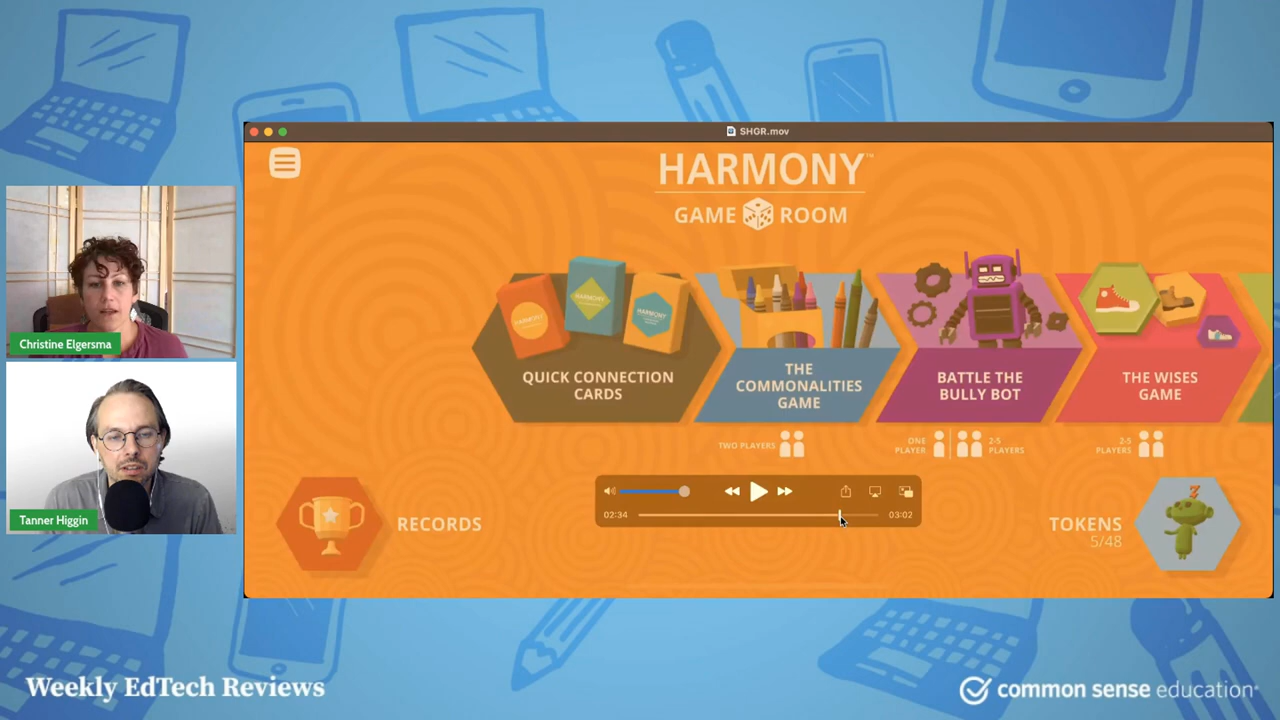 SHGR.mov
HARMONY™
GAME ROOM
HARMONY
HARMONY
QUICK CONNECTION
CARDS
THE
COMMONALITIES
GAME
BATTLE THE
BULLY BOT
THE WISES
GAME
TWO PLAYERS
ONE
PLAYER
2-5
PLAYERS
2-5
PLAYERS
02:34
03:02
RECORDS
TOKENS
5/48
Christine Elgersma
Tanner Higgin
Weekly EdTech Reviews
common sense education®